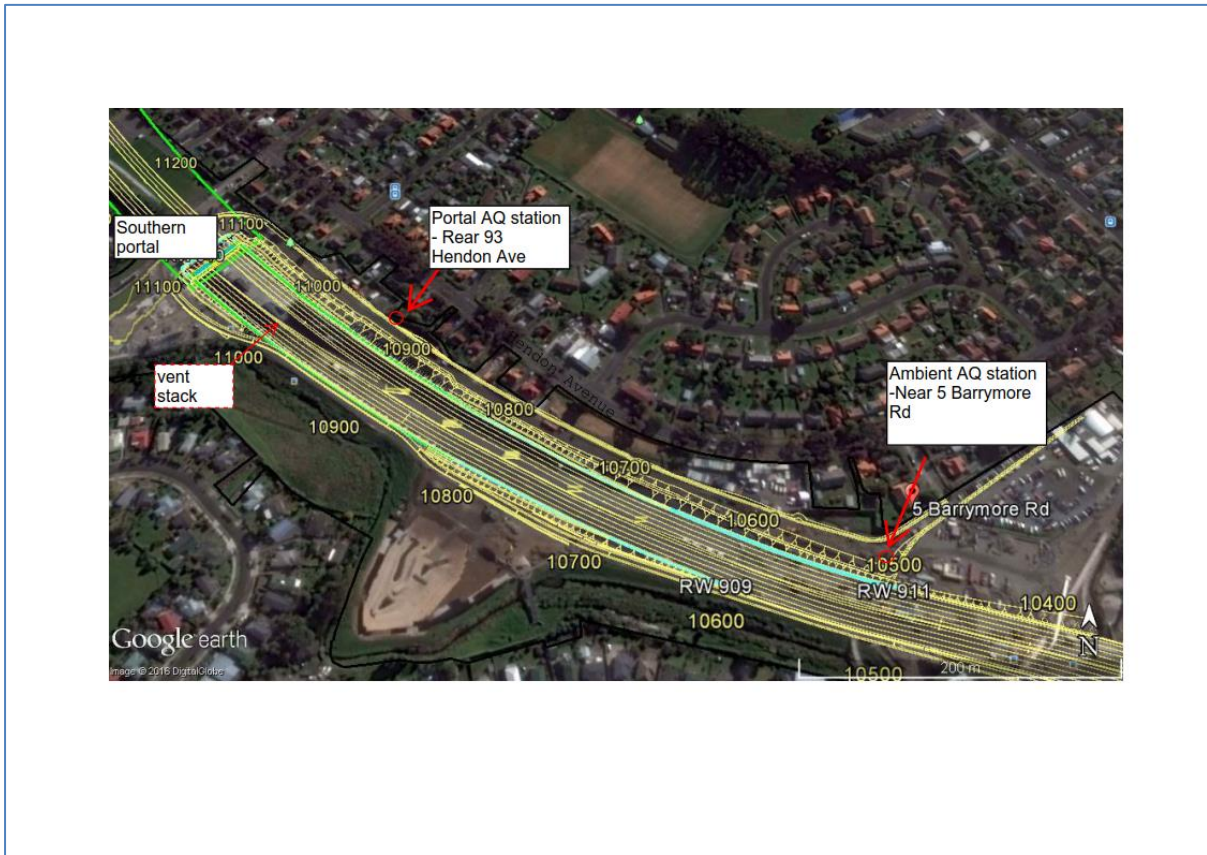 11200
Southern
portal
11100
11100
11000
Portal AQ station
- Rear 93
Hendon Ave
10900
11000
vent
stack
10900
Hendon Avenue
10800
10800
10700
10700
10600
10600
Ambient AQ station
-Near 5 Barrymore
Rd
5 Barrymore Rd
10500
RW 909
RW 911
10400
N
200 m
10500
Google earth
Image © 2016 DigitalGlobe